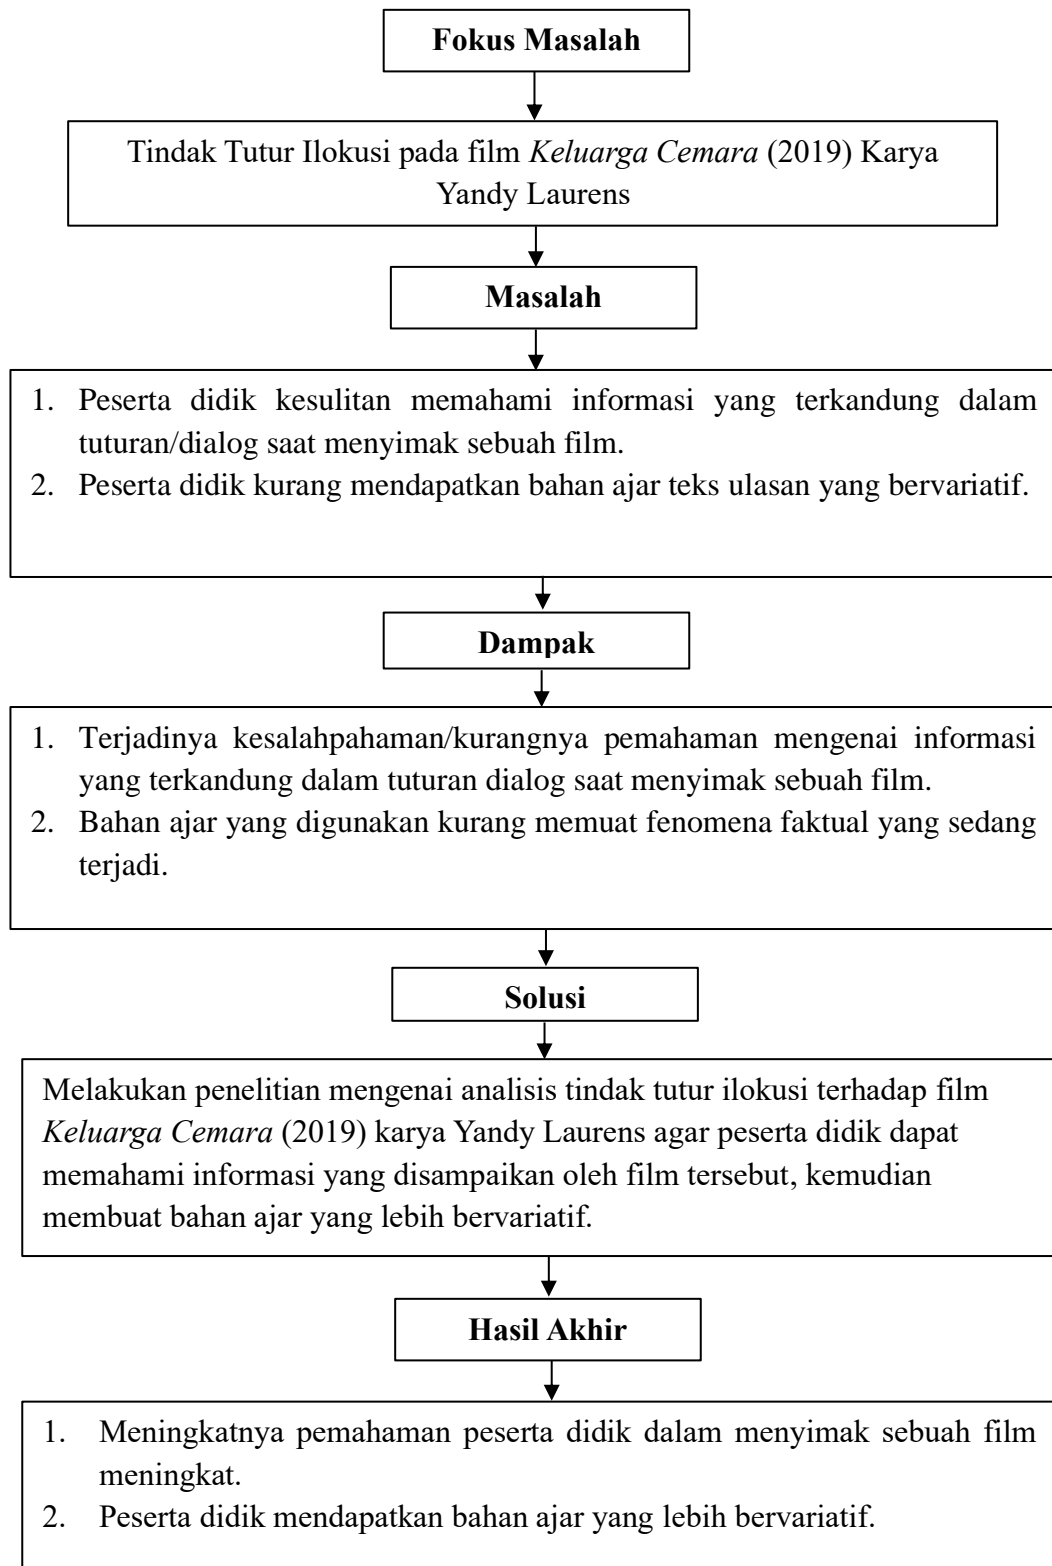 Fokus Masalah
Tindak Tutur Ilokusi pada film Keluarga Cemara (2019) Karya
Yandy Laurens
Masalah
1. Peserta didik kesulitan memahami informasi yang terkandung dalam
tuturan/dialog saat menyimak sebuah film.
2. Peserta didik kurang mendapatkan bahan ajar teks ulasan yang bervariatif.
Dampak
1. Terjadinya kesalahpahaman/kurangnya pemahaman mengenai informasi
yang terkandung dalam tuturan dialog saat menyimak sebuah film.
2. Bahan ajar yang digunakan kurang memuat fenomena faktual yang sedang
terjadi.
Solusi
Melakukan penelitian mengenai analisis tindak tutur ilokusi terhadap film
Keluarga Cemara (2019) karya Yandy Laurens agar peserta didik dapat
memahami informasi yang disampaikan oleh film tersebut, kemudian
membuat bahan ajar yang lebih bervariatif.
Hasil Akhir
1. Meningkatnya pemahaman peserta didik dalam menyimak sebuah film
meningkat.
2. Peserta didik mendapatkan bahan ajar yang lebih bervariatif.